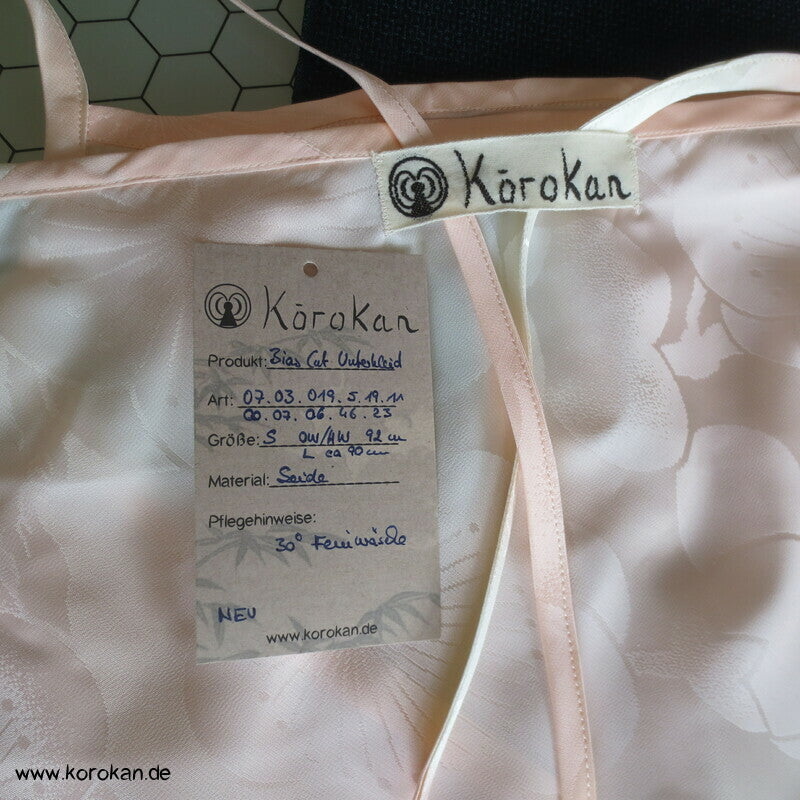 Kōrokan
Kōrokan
Produkt: Bias Cut Unterkleid
Art: 07.03.019.5.19.11
00.07.06.46.23
Größe: S OW/HW 92 cm
L ca 90 cm
Material: Seide
Pflegehinweise:
30° Feinwäsche
NEU
www.korokan.de
www.korokan.de